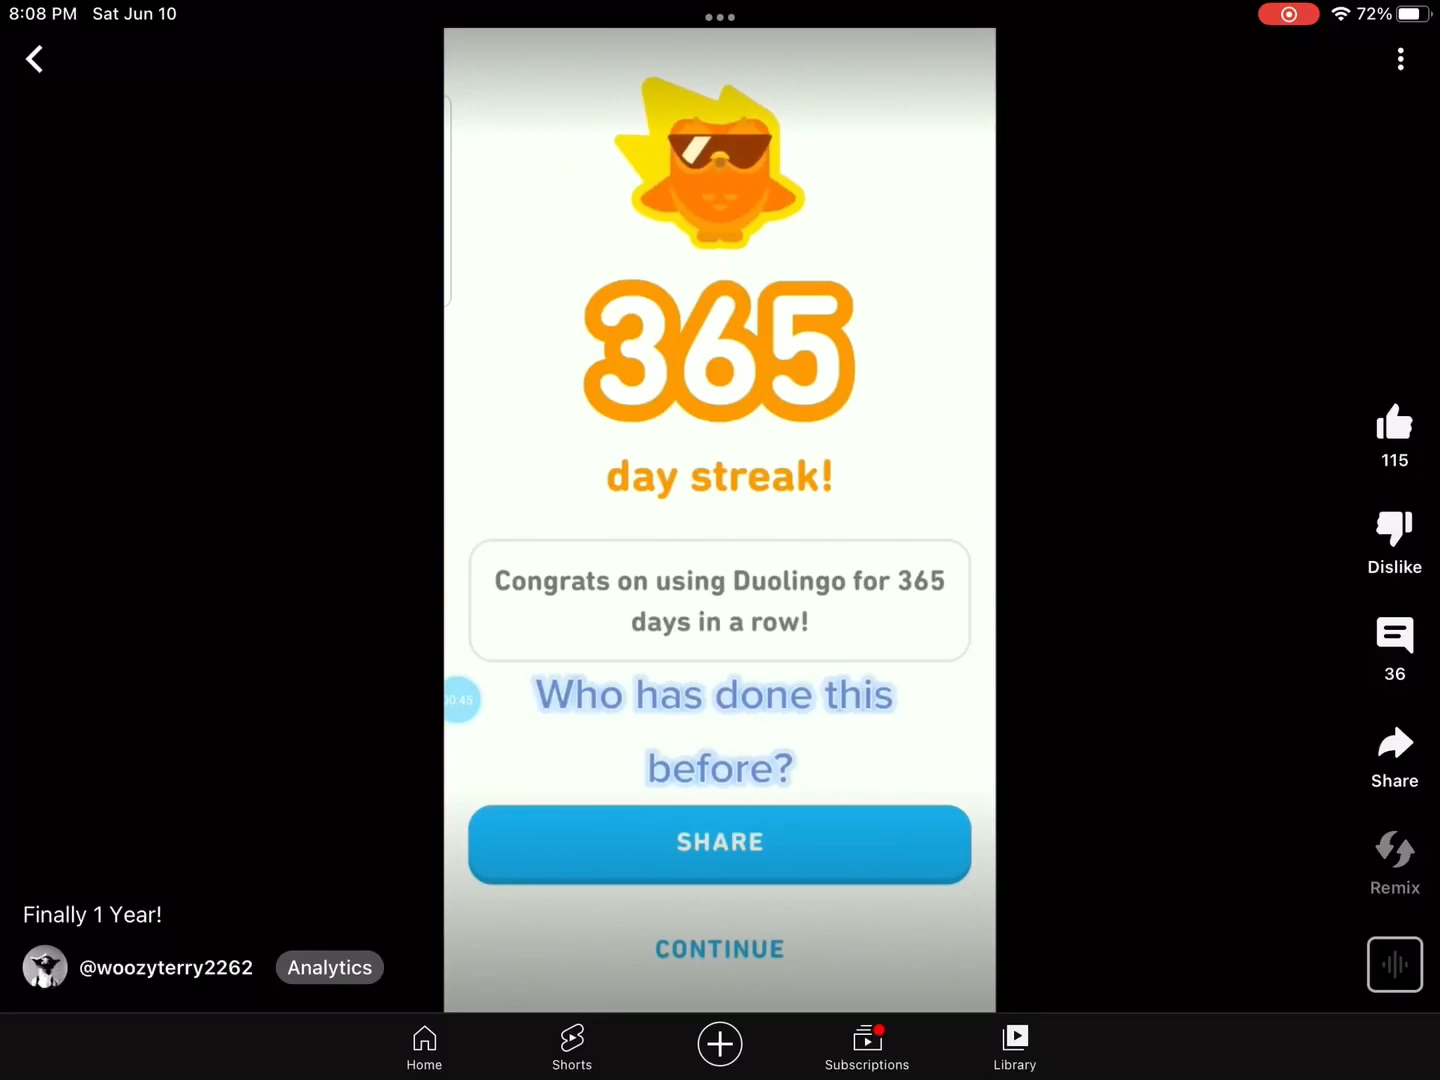 8:08 PM Sat Jun 10
72%
365
day streak!
Congrats on using Duolingo for 365
days in a row!
00:45
Who has done this
before?
SHARE
CONTINUE
115
Dislike
36
Share
Remix
Finally 1 Year!
@woozyterry2262 Analytics
Home Shorts Subscriptions Library